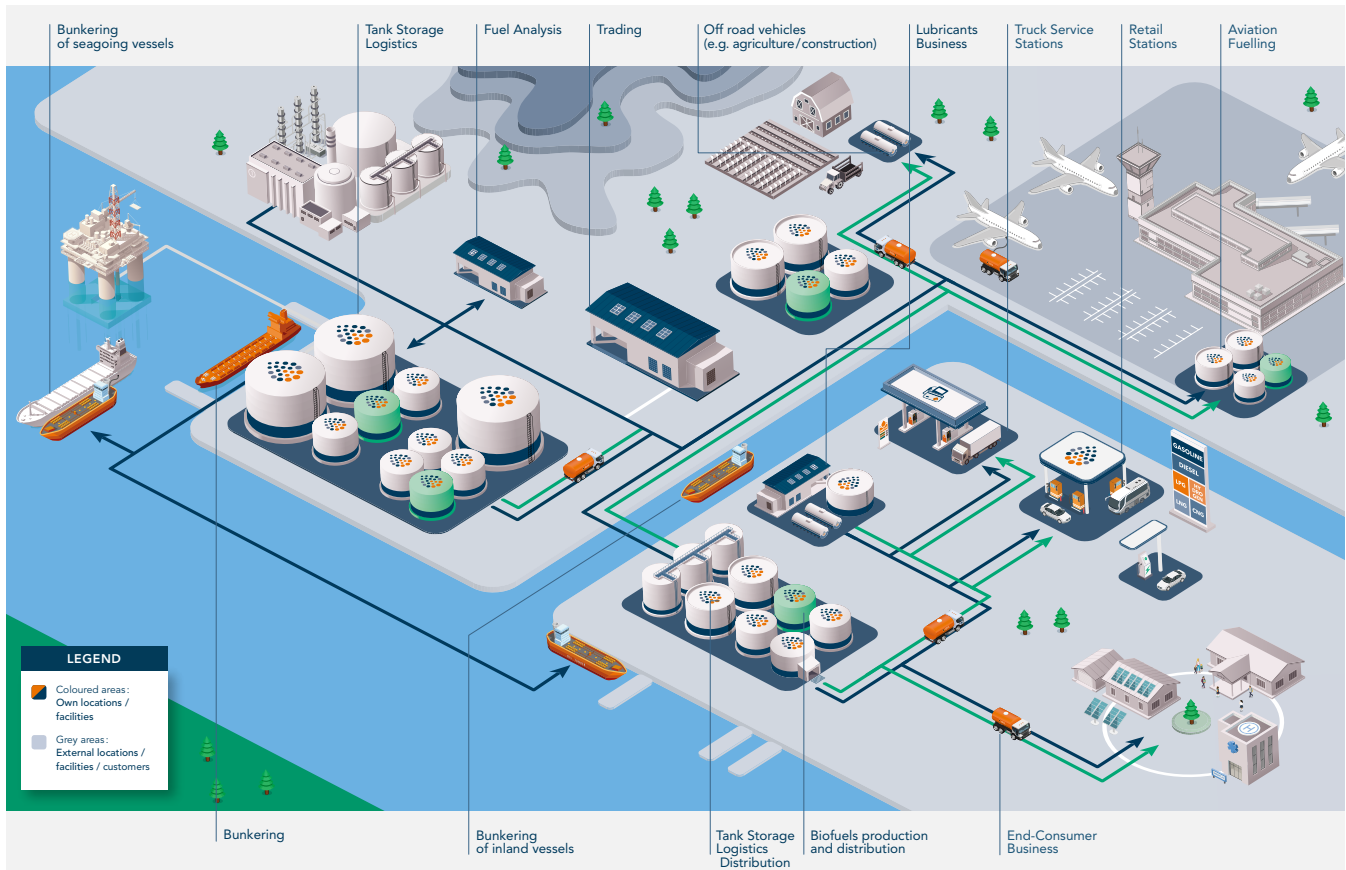 Bunkering
of seagoing vessels
Tank Storage
Logistics
Fuel Analysis
Trading
Off road vehicles
(e.g. agriculture/construction)
Lubricants
Business
Truck Service
Stations
Retail
Stations
Aviation
Fuelling
GASOLINE
DIESEL
LPG
HY
DRO
GEN
LNG
CNG
H
LEGEND
Coloured areas:
Own locations /
facilities
Grey areas:
External locations /
facilities / customers
Bunkering
Bunkering
of inland vessels
Tank Storage
Logistics
Distribution
Biofuels production
and distribution
End-Consumer
Business